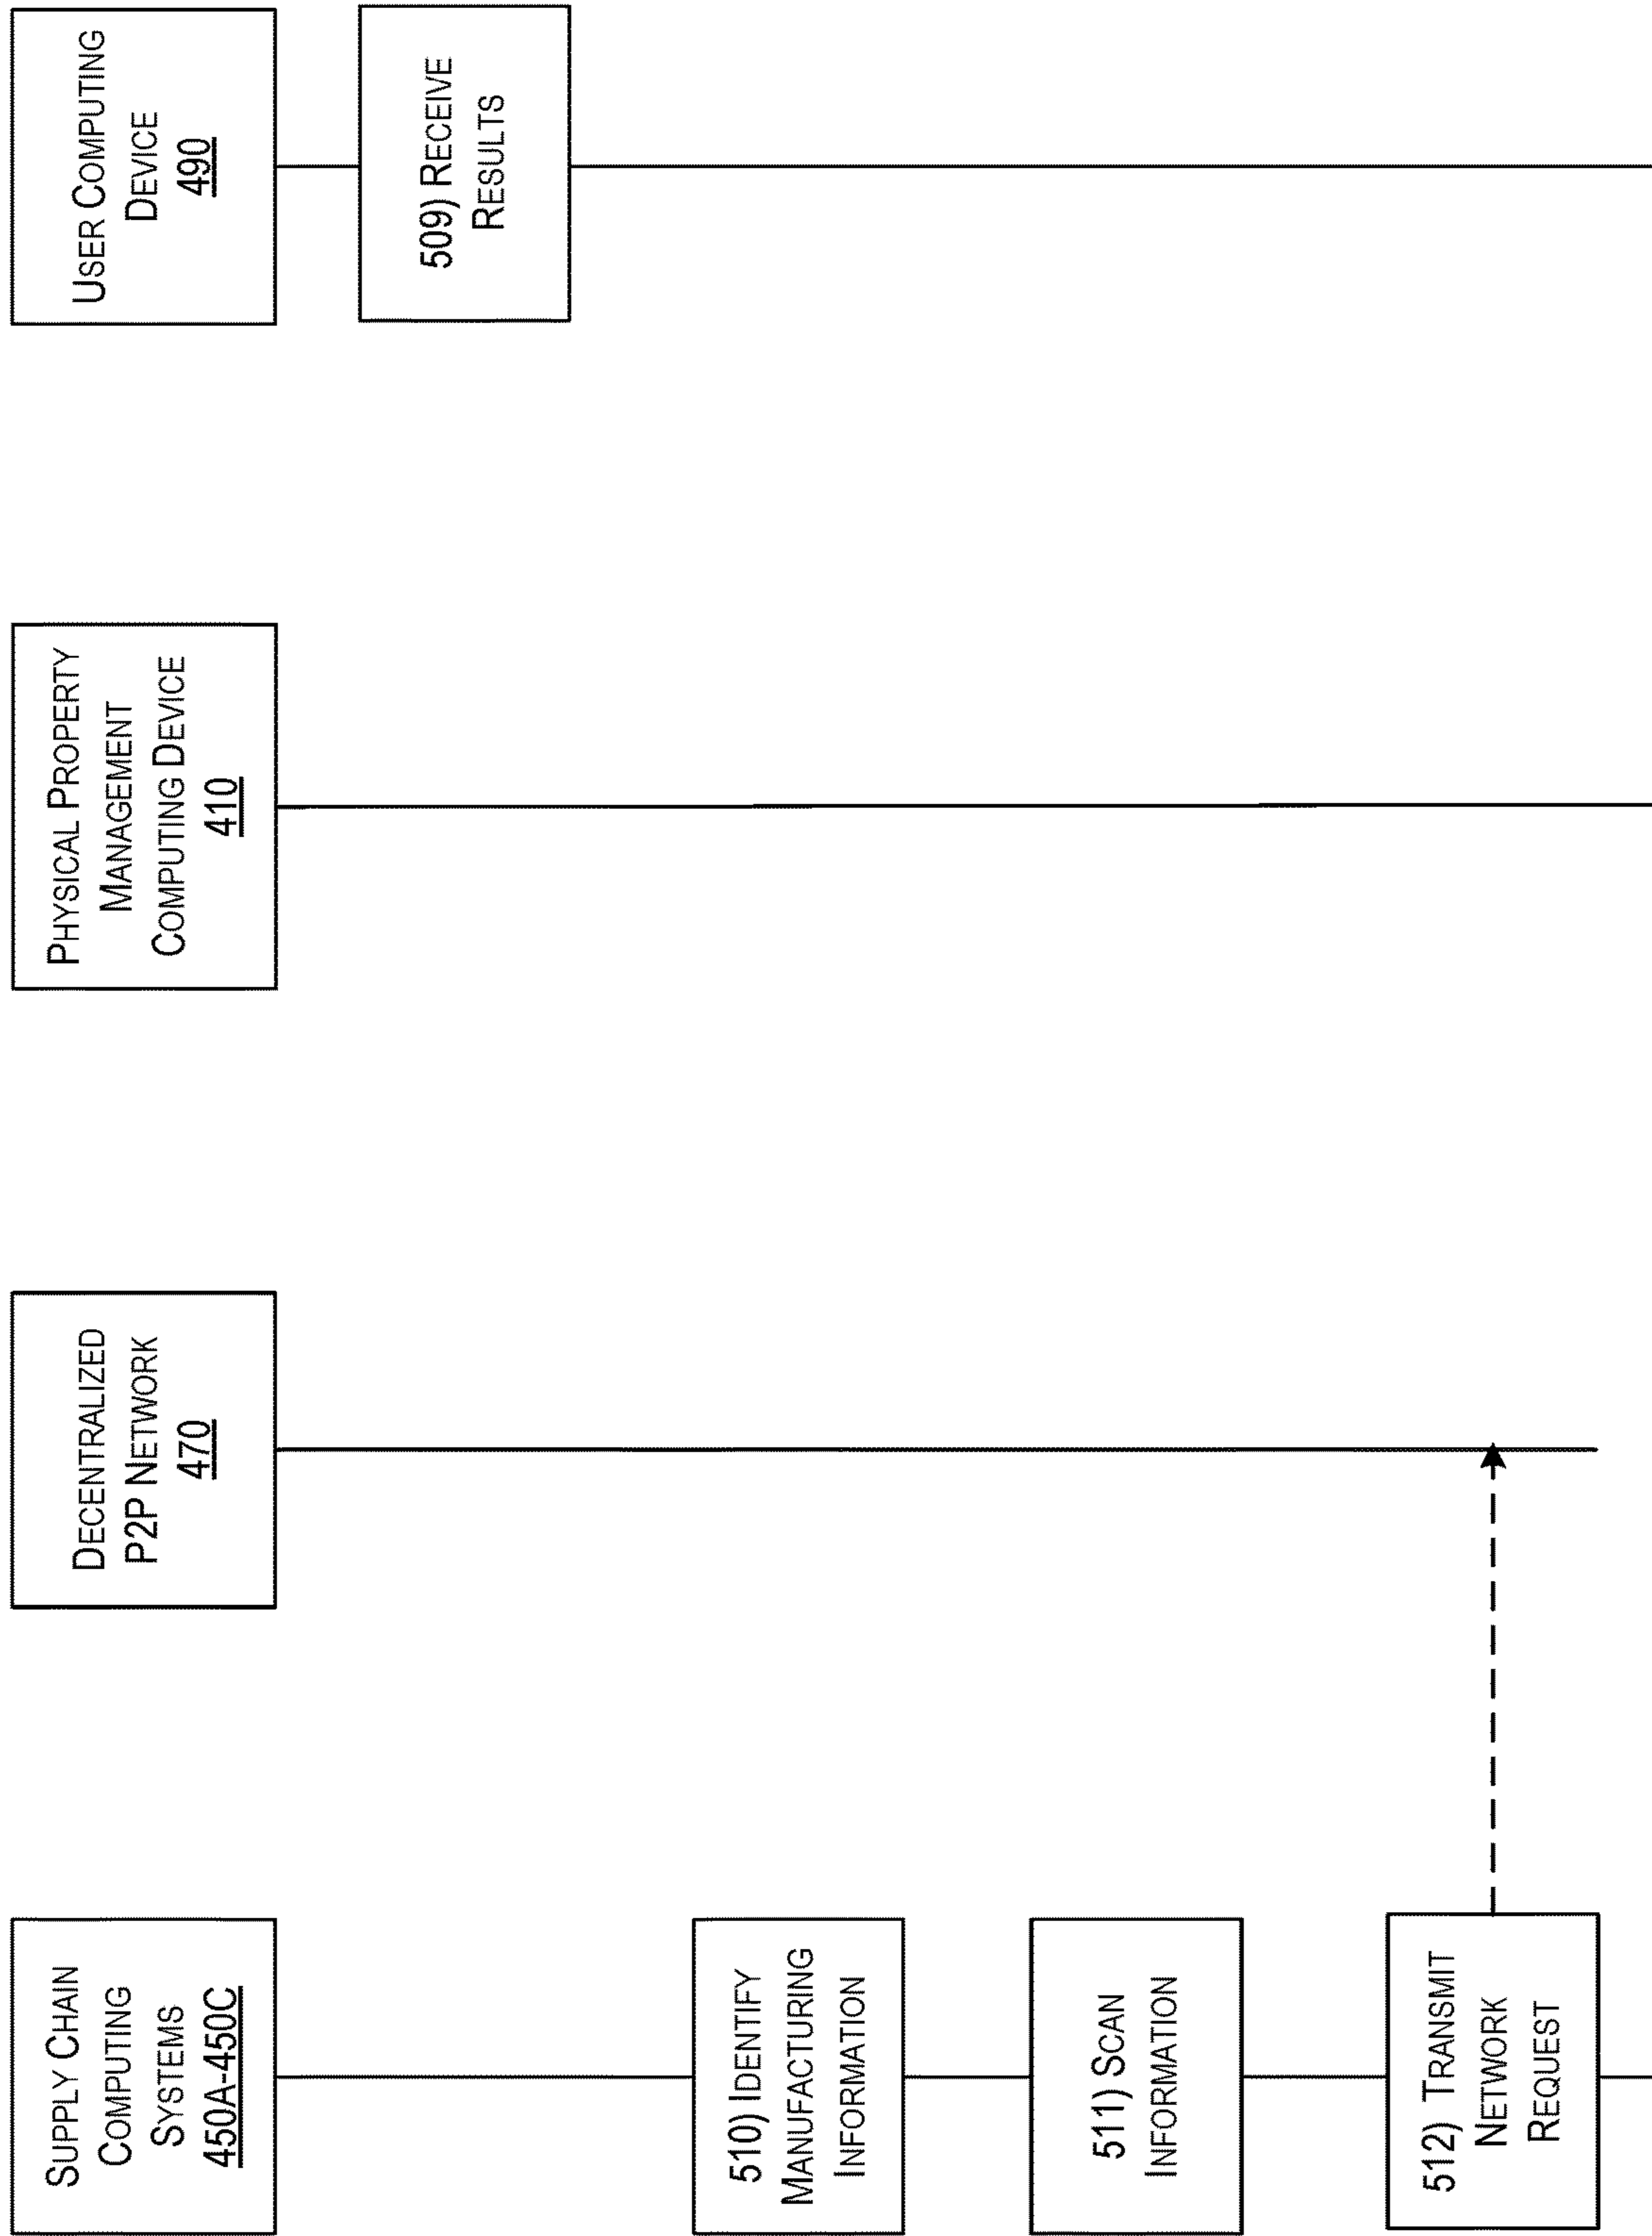 SUPPLY CHAIN
COMPUTING
SYSTEMS
450A-450C
DECENTRALIZED
P2P NETWORK
470
PHYSICAL PROPERTY
MANAGEMENT
COMPUTING DEVICE
410
USER COMPUTING
DEVICE
490
509) RECEIVE
RESULTS
510) IDENTIFY
MANUFACTURING
INFORMATION
511) SCAN
INFORMATION
512) TRANSMIT
NETWORK
REQUEST